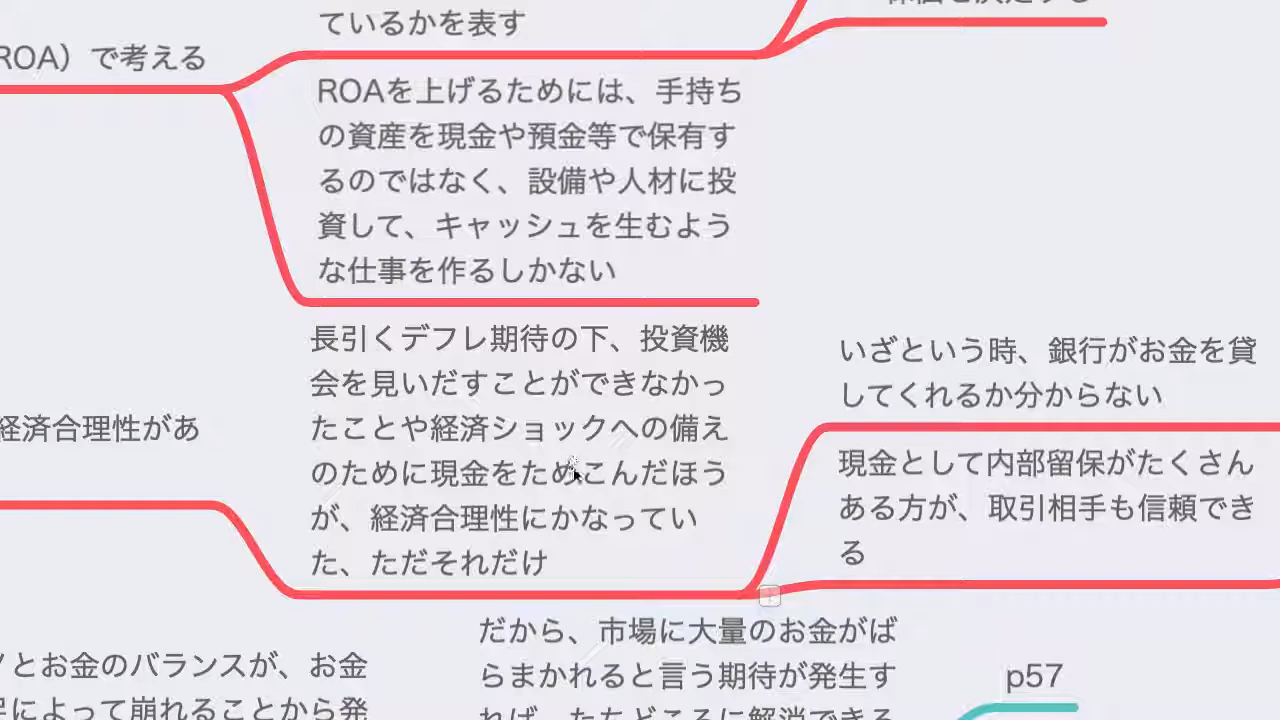 ているかを表す
ROA）で考える
ROAを上げるためには、手持ち
の資産を現金や預金等で保有す
るのではなく、設備や人材に投
資して、キャッシュを生むよう
な仕事を作るしかない
長引くデフレ期待の下、投資機
会を見いだすことができなかっ
たことや経済ショックへの備え
のために現金をためこんだほう
が、経済合理性にかなってい
た、ただそれだけ
経済合理性があ
いざという時、銀行がお金を貸
してくれるか分からない
現金として内部留保がたくさん
ある方が、取引相手も信頼でき
る
とお金のバランスが、お金
によって崩れることから発
だから、市場に大量のお金がば
らまかれると言う期待が発生す
れば、たちどころに解消できる
p57